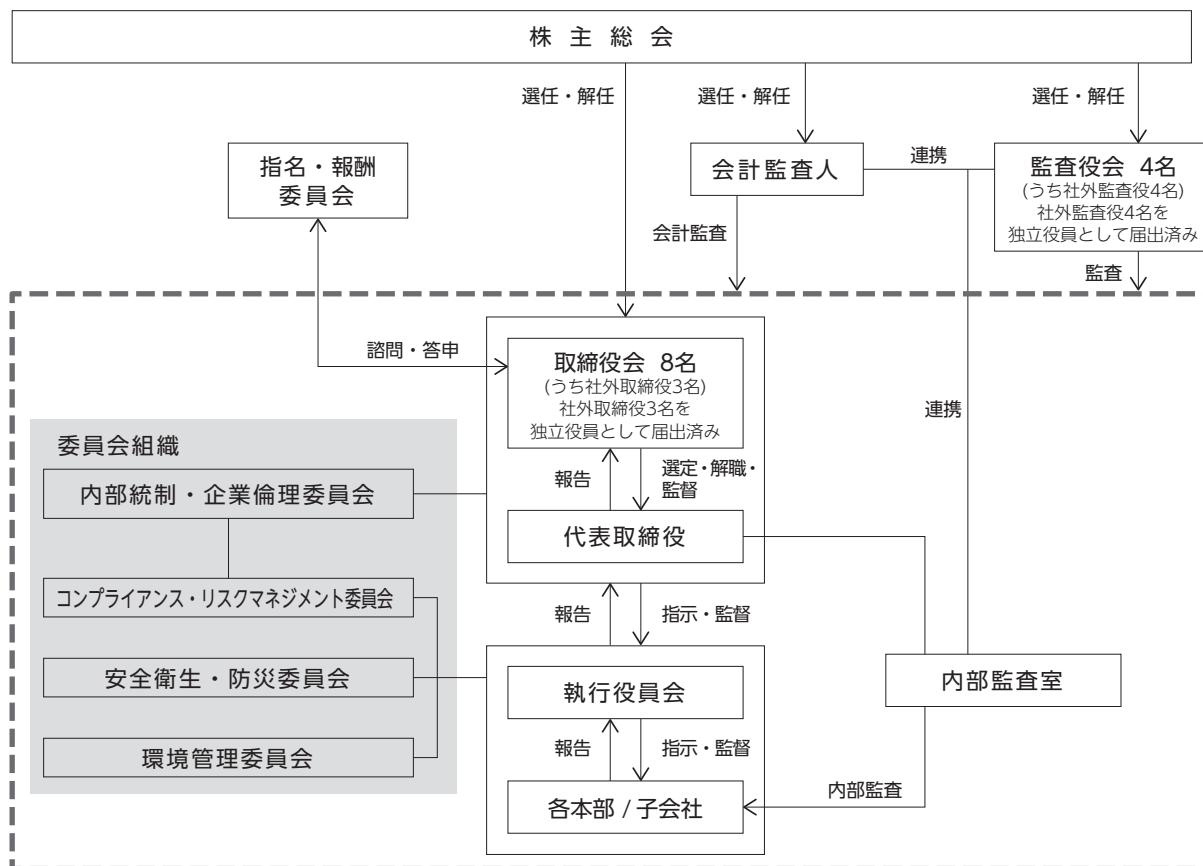 株主総会
選任・解任
選任・解任
選任・解任
指名・報酬
委員会
会計監査人
連携
監査役会 4名
(うち社外監査役4名)
社外監査役4名を
独立役員として届出済み
会計監査
監査
諮問・答申
取締役会 8名
(うち社外取締役3名)
社外取締役3名を
独立役員として届出済み
連携
委員会組織
内部統制・企業倫理委員会
報告
選定・解職・
監督
代表取締役
コンプライアンス・リスクマネジメント委員会
報告
指示・監督
安全衛生・防災委員会
執行役員会
内部監査室
環境管理委員会
報告
指示・監督
各本部 / 子会社
内部監査